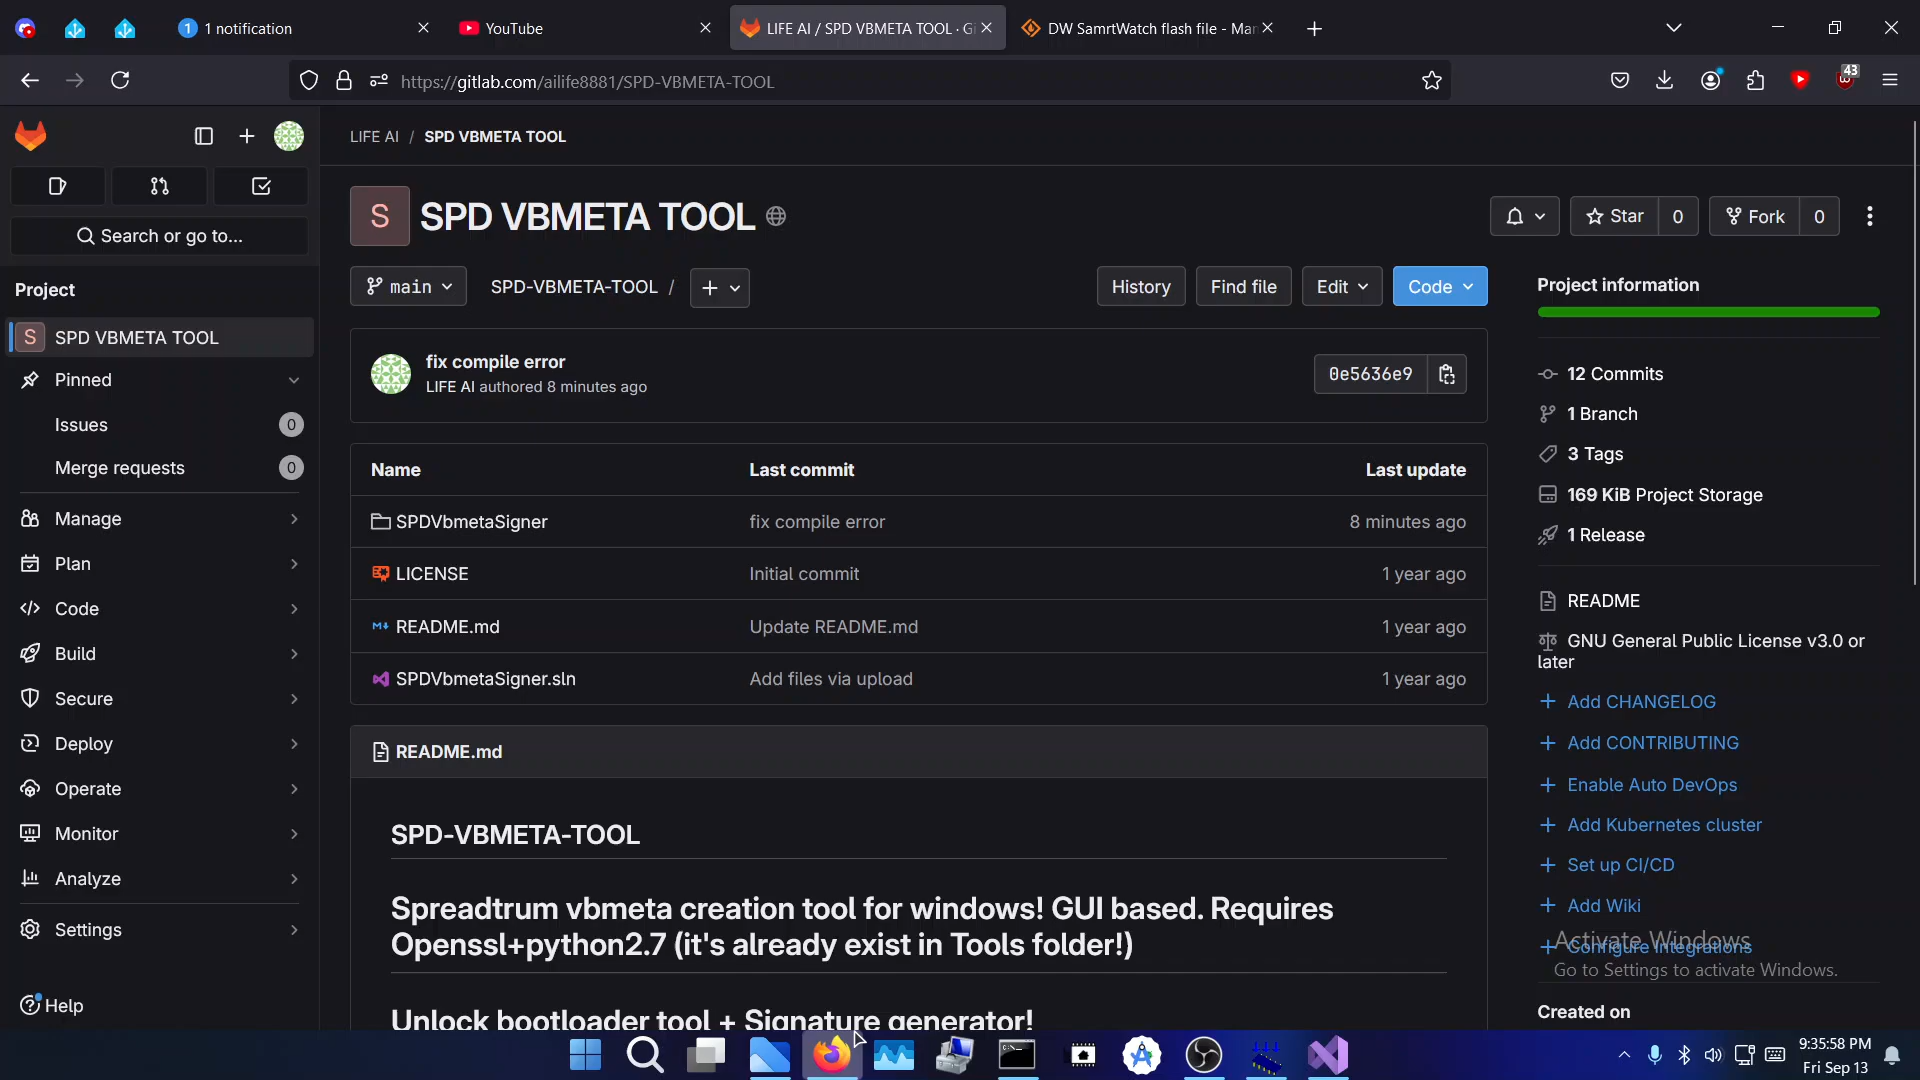 1 notification
YouTube
LIFE AI / SPD VBMETA TOOL · Gi
DW SamrtWatch flash file - Mar
https://gitlab.com/ailife8881/SPD-VBMETA-TOOL
43
LIFE AI / SPD VBMETA TOOL
Search or go to...
S
SPD VBMETA TOOL
Star
0
Fork
0
main
SPD-VBMETA-TOOL /
History
Find file
Edit
Code
Project information
Project
S SPD VBMETA TOOL
Pinned
Issues 0
Merge requests 0
Manage
Plan
Code
Build
Secure
Deploy
Operate
Monitor
Analyze
Settings
Help
fix compile error
LIFE AI authored 8 minutes ago
0e5636e9
Name Last commit Last update
SPDVbmetaSigner fix compile error 8 minutes ago
LICENSE Initial commit 1 year ago
README.md Update README.md 1 year ago
SPDVbmetaSigner.sln Add files via upload 1 year ago
README.md
SPD-VBMETA-TOOL
Spreadtrum vbmeta creation tool for windows! GUI based. Requires
Openssl+python2.7 (it's already exist in Tools folder!)
Unlock bootloader tool + Signature generator!
12 Commits
1 Branch
3 Tags
169 KiB Project Storage
1 Release
README
GNU General Public License v3.0 or
later
Add CHANGELOG
Add CONTRIBUTING
Enable Auto DevOps
Add Kubernetes cluster
Set up CI/CD
Add Wiki
Configure Integrations
Activate Windows
Go to Settings to activate Windows.
Created on
9:35:58 PM
Fri Sep 13